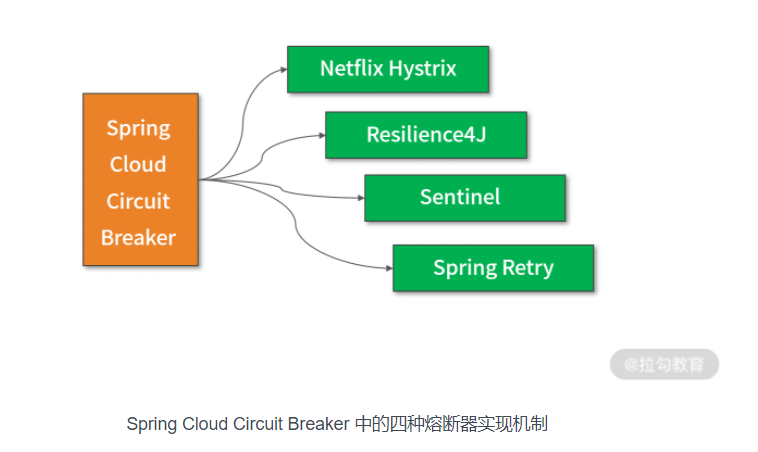 Spring
Cloud
Circuit
Breaker
Netflix Hystrix
Resilience4J
Sentinel
Spring Retry
@拉勾教育
Spring Cloud Circuit Breaker 中的四种熔断器实现机制